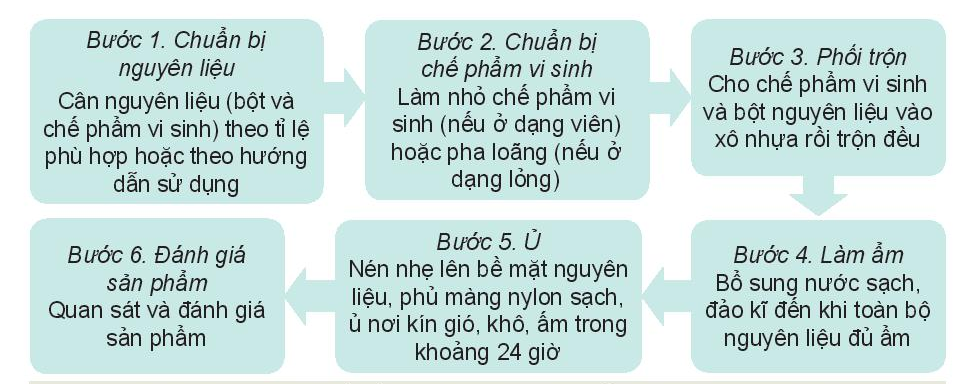 Bước 1. Chuẩn bị
nguyên liệu
Cân nguyên liệu (bột và
chế phẩm vi sinh) theo tỉ lệ
phù hợp hoặc theo hướng
dẫn sử dụng
Bước 2. Chuẩn bị
chế phẩm vi sinh
Làm nhỏ chế phẩm vi
sinh (nếu ở dạng viên)
hoặc pha loãng (nếu ở
dạng lỏng)
Bước 3. Phối trộn
Cho chế phẩm vi sinh
và bột nguyên liệu vào
xô nhựa rồi trộn đều
Bước 4. Làm ẩm
Bổ sung nước sạch,
đảo kĩ đến khi toàn bộ
nguyên liệu đủ ẩm
Bước 5. Ủ
Nén nhẹ lên bề mặt nguyên
liệu, phủ màng nylon sạch,
ủ nơi kín gió, khô, ấm trong
khoảng 24 giờ
Bước 6. Đánh giá
sản phẩm
Quan sát và đánh giá
sản phẩm